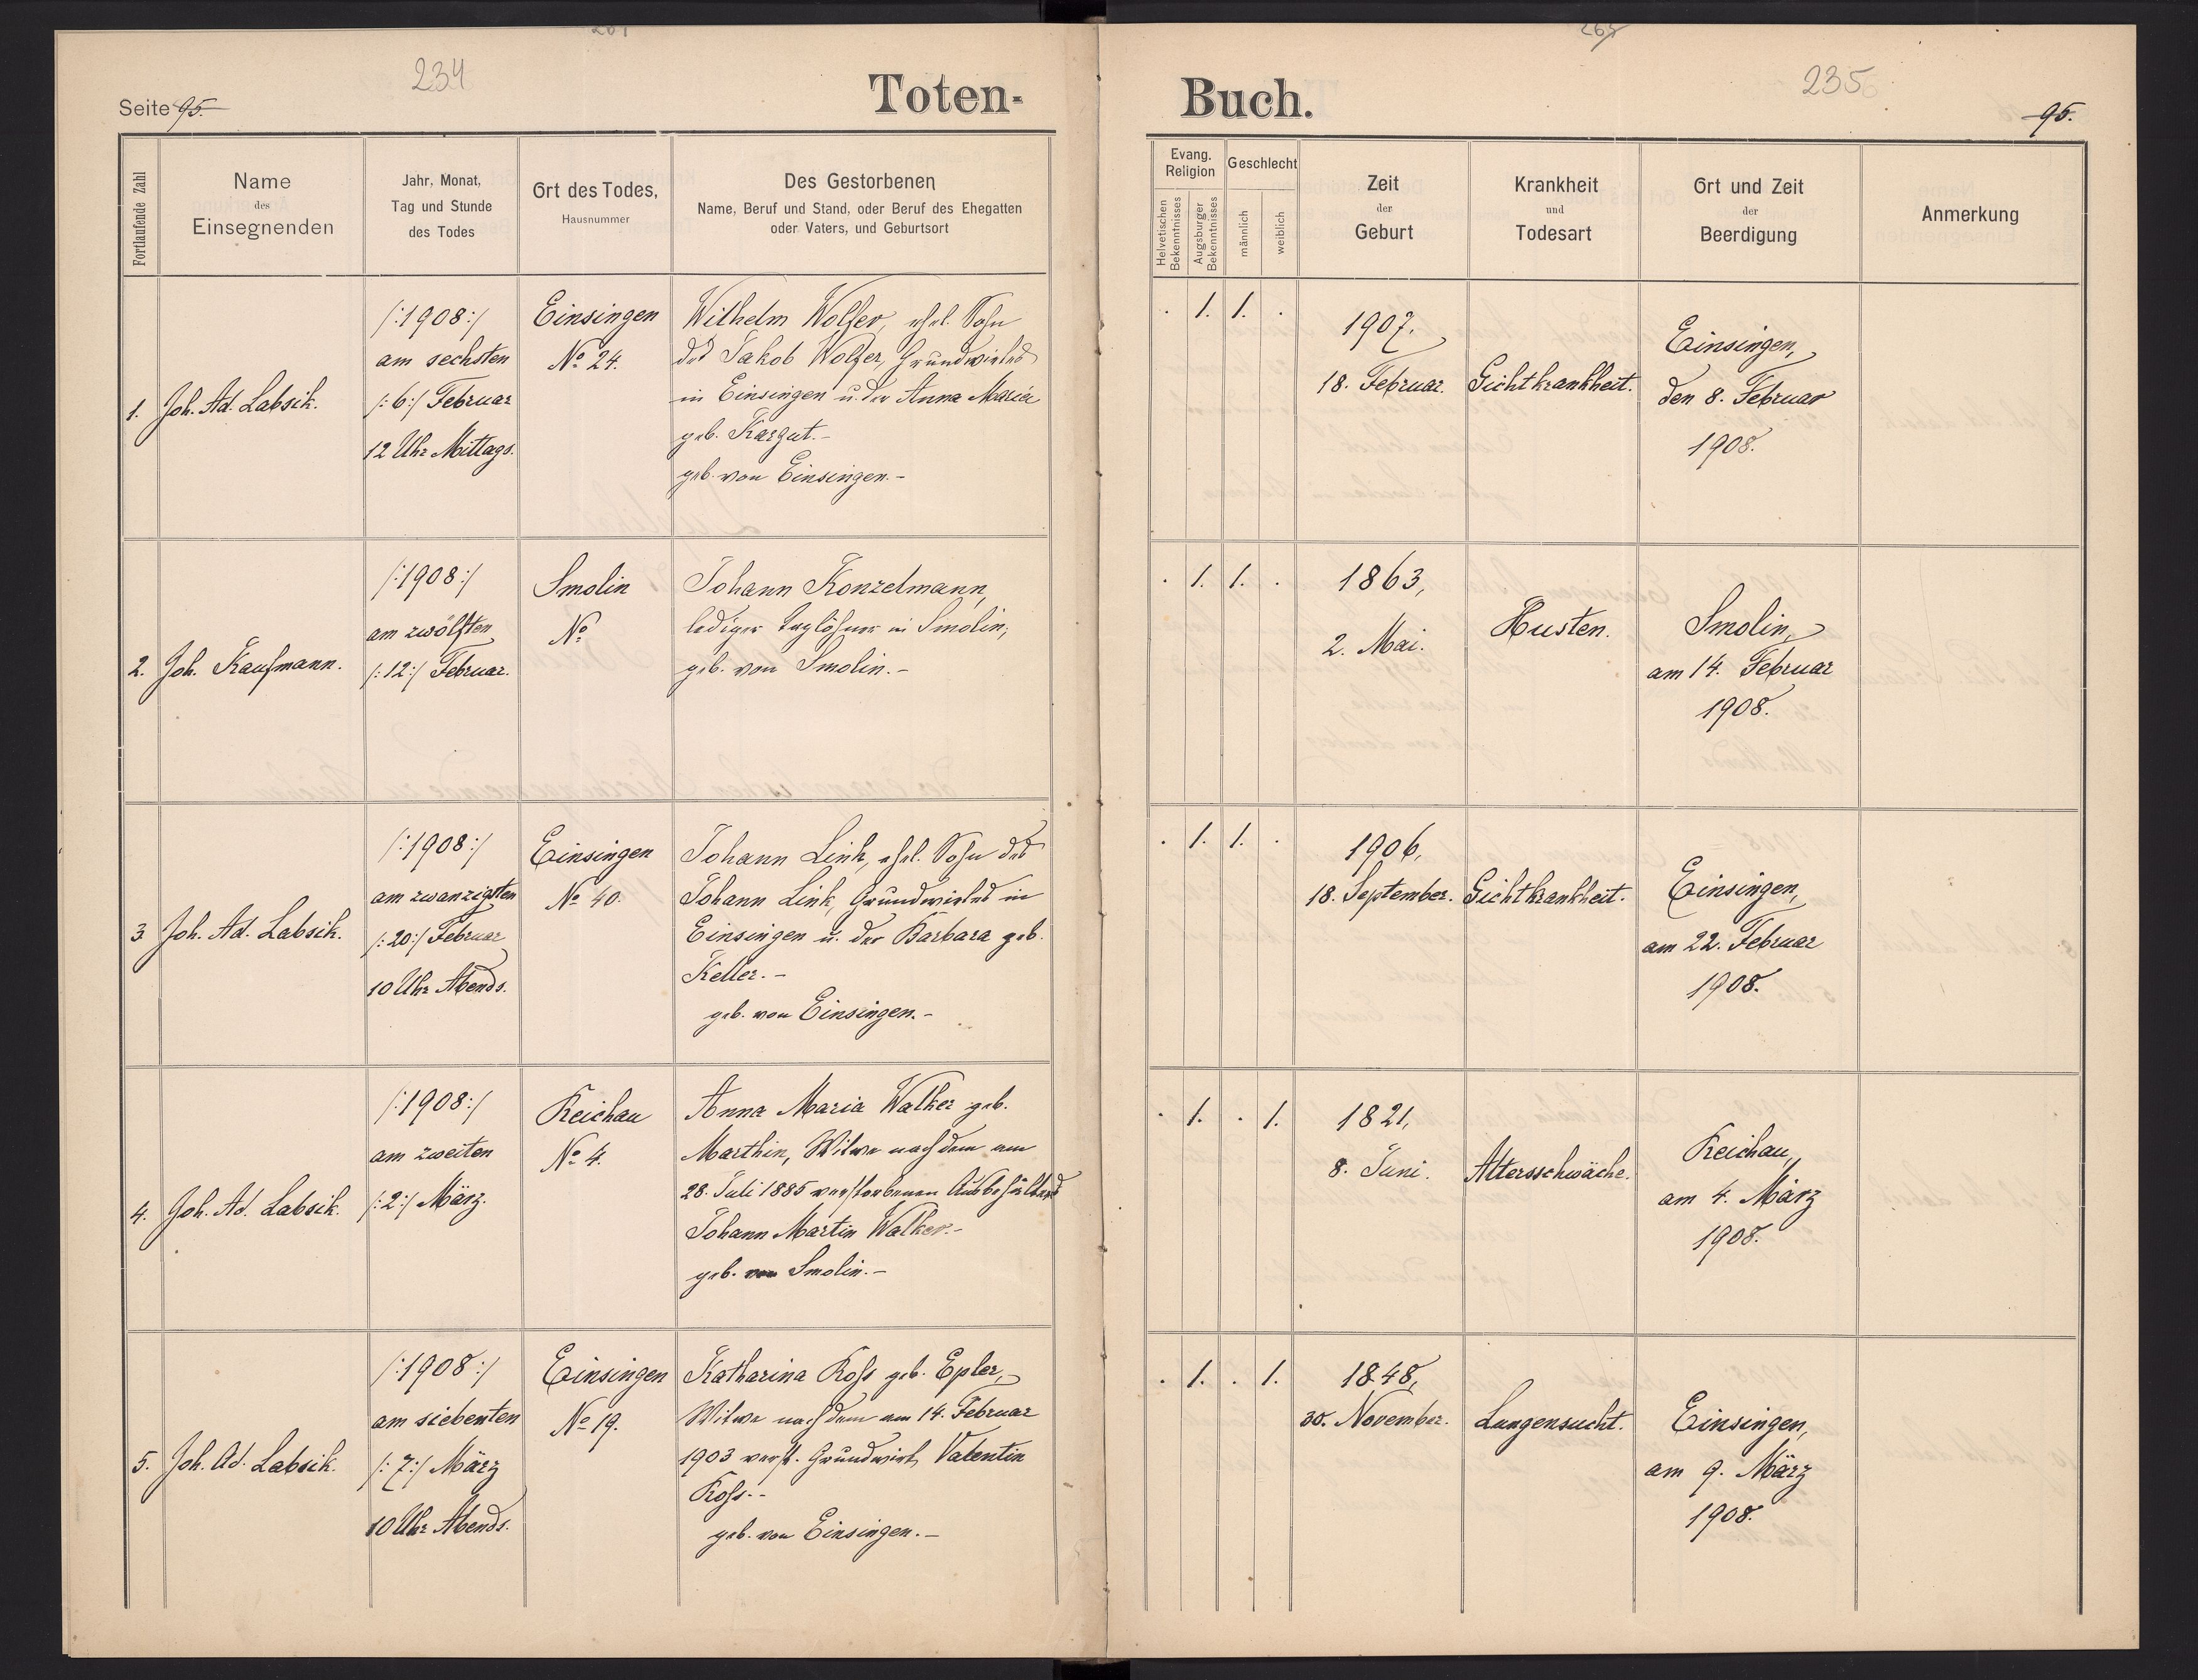 234
Seite 95.
Toten-
Fortlaufende Zahl
Name
des
Einsegnenden
Jahr, Monat,
Tag und Stunde
des Todes
Ort des Todes,
Hausnummer
Des Gestorbenen
Name, Beruf und Stand, oder Beruf des Ehegatten
oder Vaters, und Geburtsort
1.
Joh. Ad. Labsik.
/:1908:/
am sechsten
/:6:/ Februar
12 Uhr Mittags.
Einsingen
No 24.
Wilhelm Wolfer, ehel. Sohn
des Jakob Wolfer, Grundwirtes
in Einsingen u. der Anna Maria
geb. Kargut.-
geb. von Einsingen.-
2.
Joh. Kaufmann.
/:1908:/
am zwölften
/:12:/ Februar.
Smolin
No
Johann Konzelmann,
lediger Taglöhner in Smolin,
geb. von Smolin.-
3
Joh. Ad. Labsik.
/:1908:/
am zwanzigsten
/:20:/ Februar
10 Uhr Abends.
Einsingen
No 40.
Johann Link, ehel. Sohn des
Johann Link, Grundwirtes in
Einsingen u. der Barbara geb.
Keller.-
geb. von Einsingen.-
4.
Joh. Ad. Labsik.
/:1908:/
am zweiten
/:2:/ März.
Reichau
No 4.
Anna Maria Walker geb.
Marthin, Witwe nach dem am
28. Juli 1885 verstorbenen
Johann Martin Walker.-
geb. von Smolin.-
5.
Joh. Ad. Labsik.
/:1908:/
am siebenten
/:7:/ März
10 Uhr Abends.
Einsingen
No 19.
Katharina Koss geb. Epler,
Witwe nach dem am 14. Februar
1903 verst. Grundwirt Valentin
Koss.-
geb. von Einsingen.-
235
Buch.
95.
Evang.
Religion
Helvetischen
Bekenntnisses
Augsburger
Bekenntnisses
Geschlecht
männlich
weiblich
Zeit
der
Geburt
Krankheit
und
Todesart
Ort und Zeit
der
Beerdigung
Anmerkung
. 1. 1. .
1907.
18. Februar.
Gichtkrankheit.
Einsingen,
den 8. Februar
1908.
. 1. 1. .
1863,
2. Mai.
Husten.
Smolin,
am 14. Februar
1908.
. 1. 1. .
1906,
18. September.
Gichtkrankheit.
Einsingen,
am 22. Februar
1908.
. 1. . 1.
1821,
8. Juni.
Altersschwäche.
Reichau,
am 4. März
1908.
. 1. . 1.
1848,
30. November.
Lungensucht.
Einsingen,
am 9. März
1908.